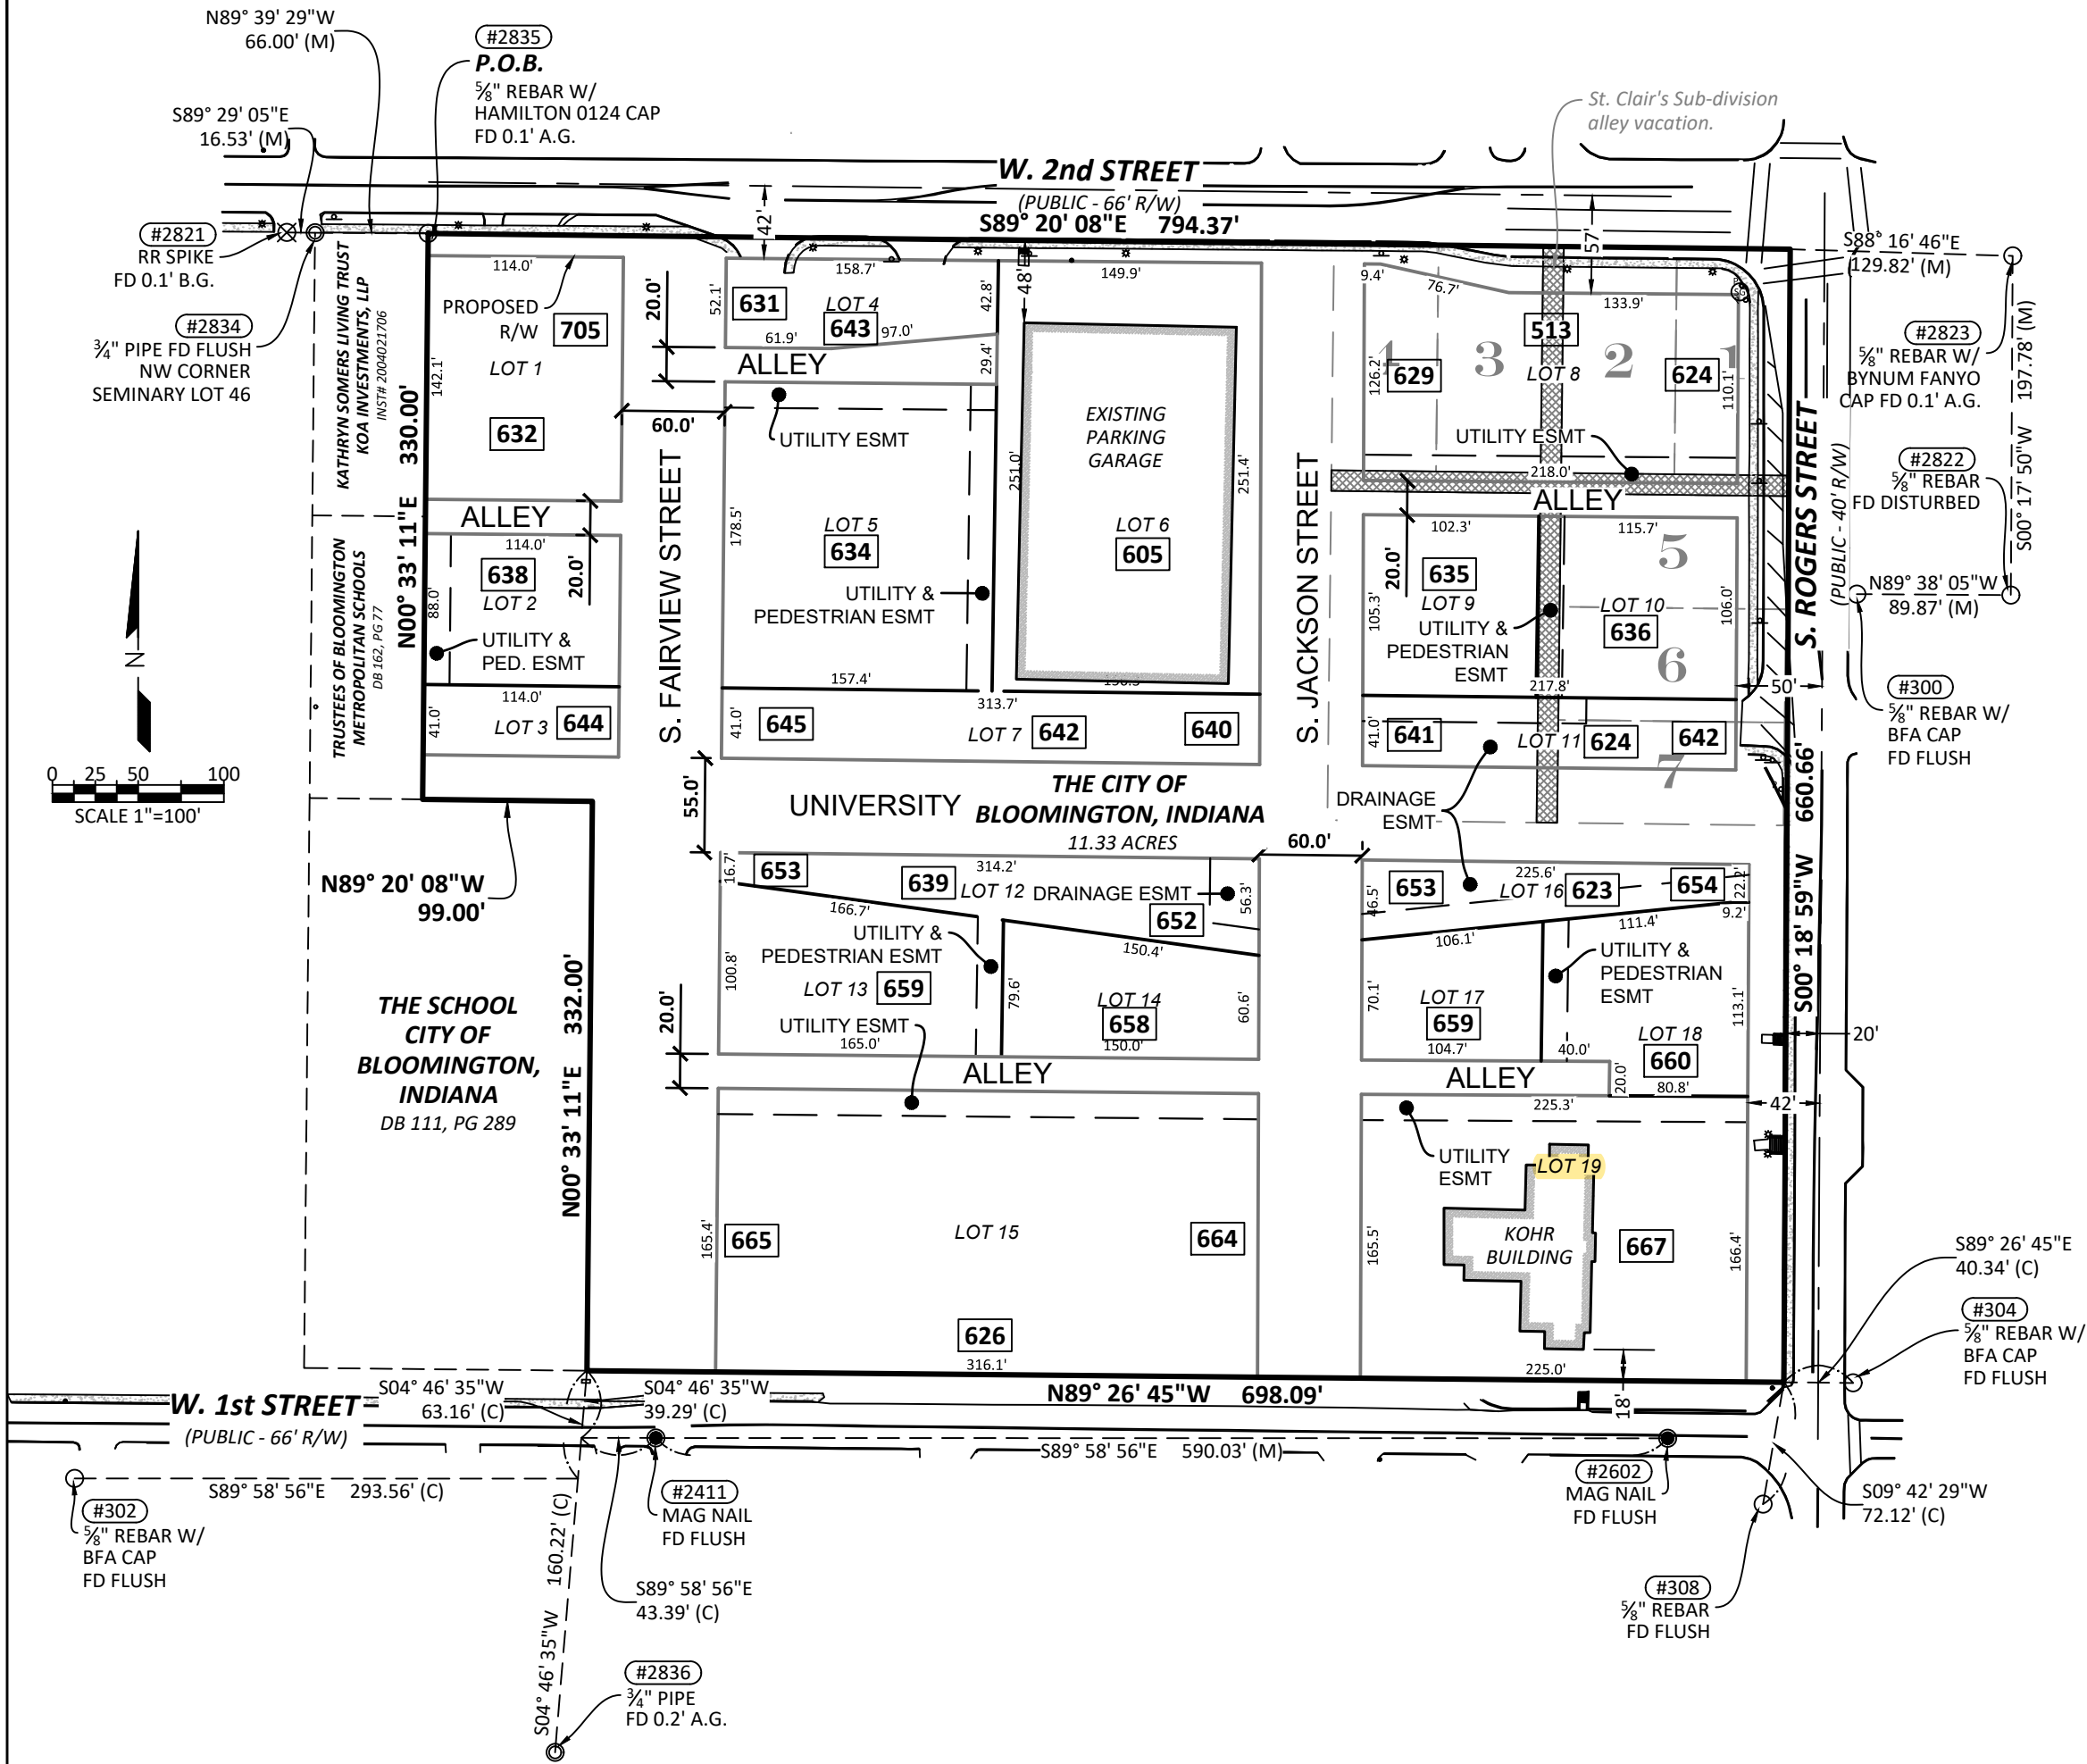 N89° 39' 29"W
66.00' (M)
#2835
P.O.B.
⅝" REBAR W/
HAMILTON 0124 CAP
FD 0.1' A.G.
S89° 29' 05"E
16.53' (M)
St. Clair's Sub-division
alley vacation.
W. 2nd STREET
(PUBLIC - 66' R/W)
S89° 20' 08"E 794.37'
42'
57'
48'
#2821
RR SPIKE
FD 0.1' B.G.
#2834
¾" PIPE FD FLUSH
NW CORNER
SEMINARY LOT 46
KATHRYN SOMERS LIVING TRUST
KOA INVESTMENTS, LLP
INST# 2004021706
TRUSTEES OF BLOOMINGTON
METROPOLITAN SCHOOLS
DB 162, PG 77
N00° 33' 11"E 330.00'
114.0'
PROPOSED
R/W
705
LOT 1
142.1'
632
ALLEY
114.0'
638
LOT 2
88.0'
20.0'
UTILITY &
PED. ESMT
114.0'
41.0'
LOT 3
644
S. FAIRVIEW STREET
60.0'
20.0'
52.1'
158.7'
631
LOT 4
643
61.9'
97.0'
42.8'
29.4'
ALLEY
UTILITY ESMT
178.5'
LOT 5
634
UTILITY &
PEDESTRIAN ESMT
157.4'
149.9'
EXISTING
PARKING
GARAGE
251.0'
251.4'
LOT 6
605
313.7'
41.0'
645
LOT 7
642
640
S. JACKSON STREET
9.4'
76.7'
133.9'
513
4
3
2
1
629
LOT 8
624
126.2'
110.1'
UTILITY ESMT
218.0'
ALLEY
102.3'
115.7'
20.0'
635
LOT 9
105.3'
5
LOT 10
636
106.0'
UTILITY &
PEDESTRIAN
ESMT
6
217.8'
41.0'
641
LOT 11
624
642
7
DRAINAGE
ESMT
50'
S. ROGERS STREET
(PUBLIC - 40' R/W)
S88° 16' 46"E
129.82' (M)
#2823
⅝" REBAR W/
BYNUM FANYO
CAP FD 0.1' A.G.
S00° 17' 50"W 197.78' (M)
#2822
⅝" REBAR
FD DISTURBED
N89° 38' 05"W
89.87' (M)
#300
⅝" REBAR W/
BFA CAP
FD FLUSH
S00° 18' 59"W 660.66'
N
0 25 50 100
SCALE 1"=100'
55.0'
UNIVERSITY
THE CITY OF
BLOOMINGTON, INDIANA
11.33 ACRES
60.0'
N89° 20' 08"W
99.00'
THE SCHOOL
CITY OF
BLOOMINGTON,
INDIANA
DB 111, PG 289
N00° 33' 11"E 332.00'
16.7'
653
314.2'
639
LOT 12
DRAINAGE ESMT
56.3'
652
166.7'
150.4'
UTILITY &
PEDESTRIAN ESMT
100.8'
LOT 13
659
79.6'
LOT 14
658
60.6'
UTILITY ESMT
165.0'
150.0'
20.0'
ALLEY
165.4'
665
LOT 15
664
626
316.1'
46.5'
653
225.6'
LOT 16
623
654
22.2'
9.2'
106.1'
111.4'
UTILITY &
PEDESTRIAN
ESMT
70.1'
LOT 17
659
113.1'
LOT 18
660
104.7'
40.0'
20.0'
80.8'
ALLEY
225.3'
20'
42'
UTILITY
ESMT
LOT 19
KOHR
BUILDING
667
165.5'
166.4'
225.0'
18'
S89° 26' 45"E
40.34' (C)
#304
⅝" REBAR W/
BFA CAP
FD FLUSH
W. 1st STREET
(PUBLIC - 66' R/W)
S04° 46' 35"W
63.16' (C)
S04° 46' 35"W
39.29' (C)
N89° 26' 45"W 698.09'
S89° 58' 56"E 590.03' (M)
S89° 58' 56"E 293.56' (C)
#302
⅝" REBAR W/
BFA CAP
FD FLUSH
#2411
MAG NAIL
FD FLUSH
#2602
MAG NAIL
FD FLUSH
S09° 42' 29"W
72.12' (C)
S89° 58' 56"E
43.39' (C)
#308
⅝" REBAR
FD FLUSH
S04° 46' 35"W 160.22' (C)
#2836
¾" PIPE
FD 0.2' A.G.